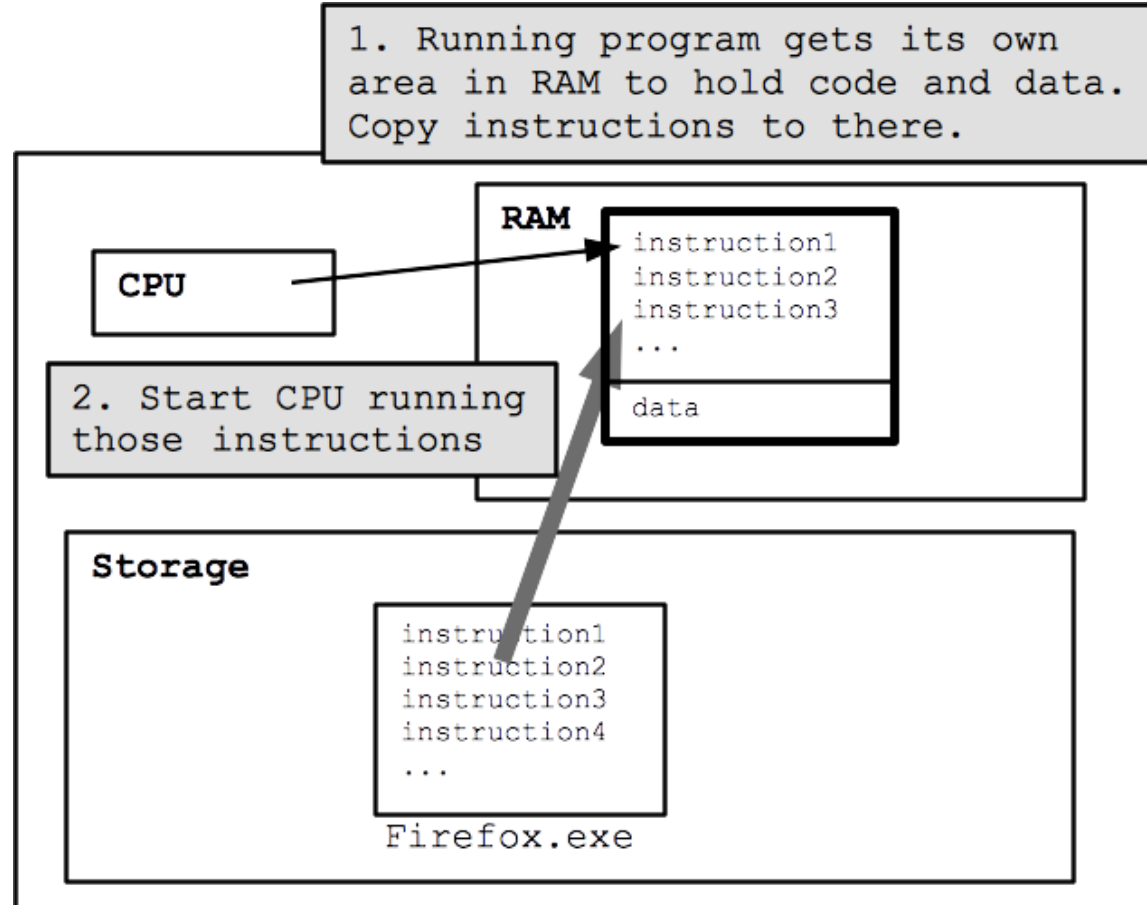 1. Running program gets its own
area in RAM to hold code and data.
Copy instructions to there.
RAM
instruction1
instruction2
instruction3
...
data
CPU
2. Start CPU running
those instructions
Storage
instruction1
instruction2
instruction3
instruction4
...
Firefox.exe